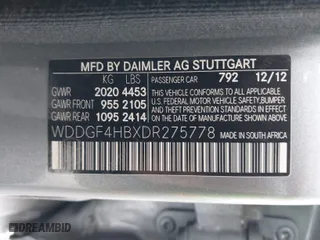 MFD BY DAIMLER AG STUTTGART
KG LBS PASSENGER CAR 792 12/12
GVWR 2020 4453 THIS VEHICLE CONFORMS TO ALL APPLICABLE
GAWR FRONT 955 2105 U.S. FEDERAL MOTOR VEHICLE SAFETY, BUMPER,
GAWR REAR 1095 2414 AND THEFT PREVENTION STANDARDS IN EFFECT
ON THE DATE OF MANUFACTURE SHOWN ABOVE.
WDDGF4HBXDR275778
MADE IN SOUTH AFRICA
DREAMBID